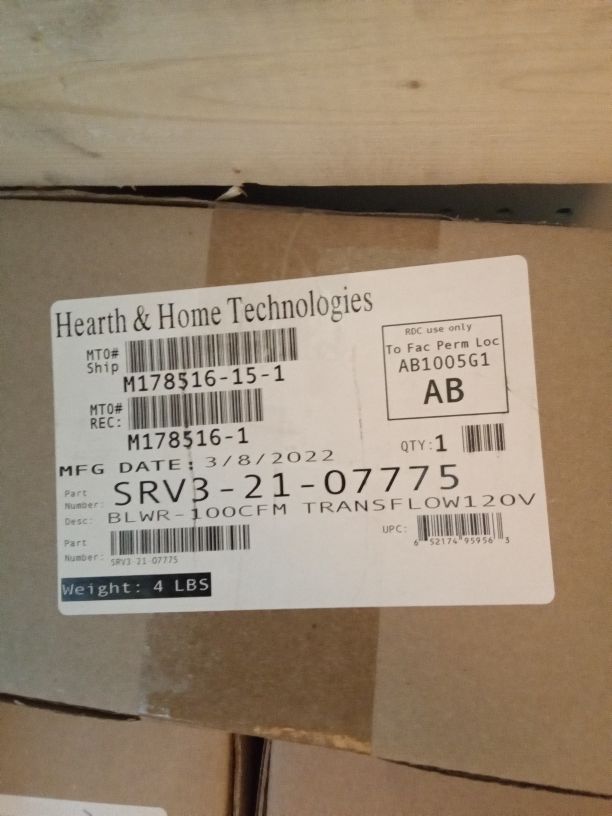 Hearth & Home Technologies
MTO#
Ship
M178516-15-1
MTO#
REC:
M178516-1
RDC use only
To Fac Perm Loc
AB1005G1
AB
QTY:1
MFG DATE: 3/8/2022
Part
Number: SRV3-21-07775
Desc: BLWR-100CFM TRANSFLOW120V
Part
Number:
SRV3-21-07775
UPC:
6 52174 95956 3
Weight: 4 LBS